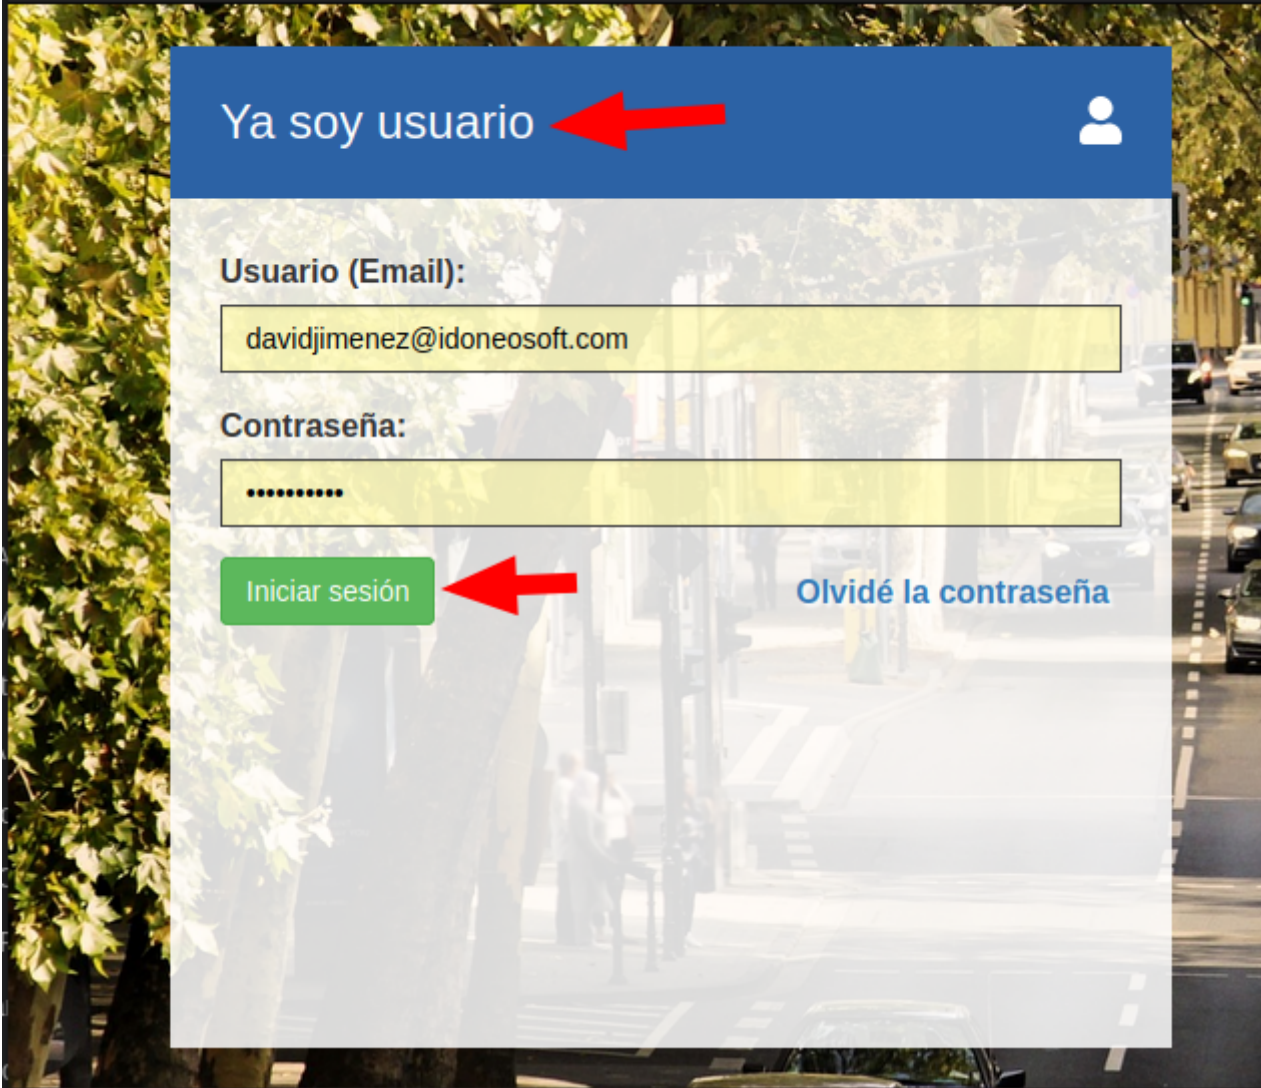 Ya soy usuario
Usuario (Email):
davidjimenez@idoneosoft.com
Contraseña:
••••••••••
Iniciar sesión
Olvidé la contraseña